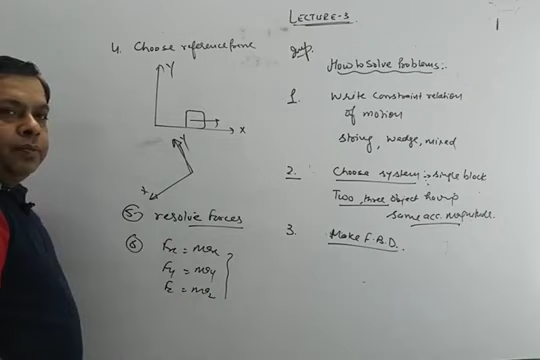 LECTURE-3
Imp.
How to solve Problems:-
1. Write constraint relation
of motion
string, wedge, mixed
2. Choose system:- single block
Two, three object having
same acc. magnitude.
3. Make F.B.D.
4. Choose reference frame
Y
X
Y
X
5. resolve forces
6
Fx = max
Fy = may
Fz = maz